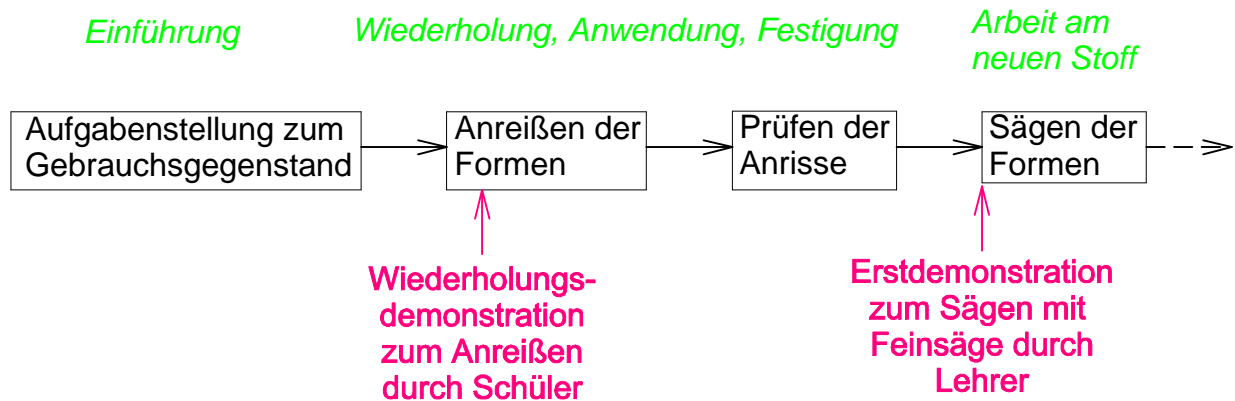 Einführung
Wiederholung, Anwendung, Festigung
Arbeit am
neuen Stoff
Aufgabenstellung zum
Gebrauchsgegenstand
Anreißen der
Formen
Prüfen der
Anrisse
Sägen der
Formen
Wiederholungs-
demonstration
zum Anreißen
durch Schüler
Erstdemonstration
zum Sägen mit
Feinsäge durch
Lehrer